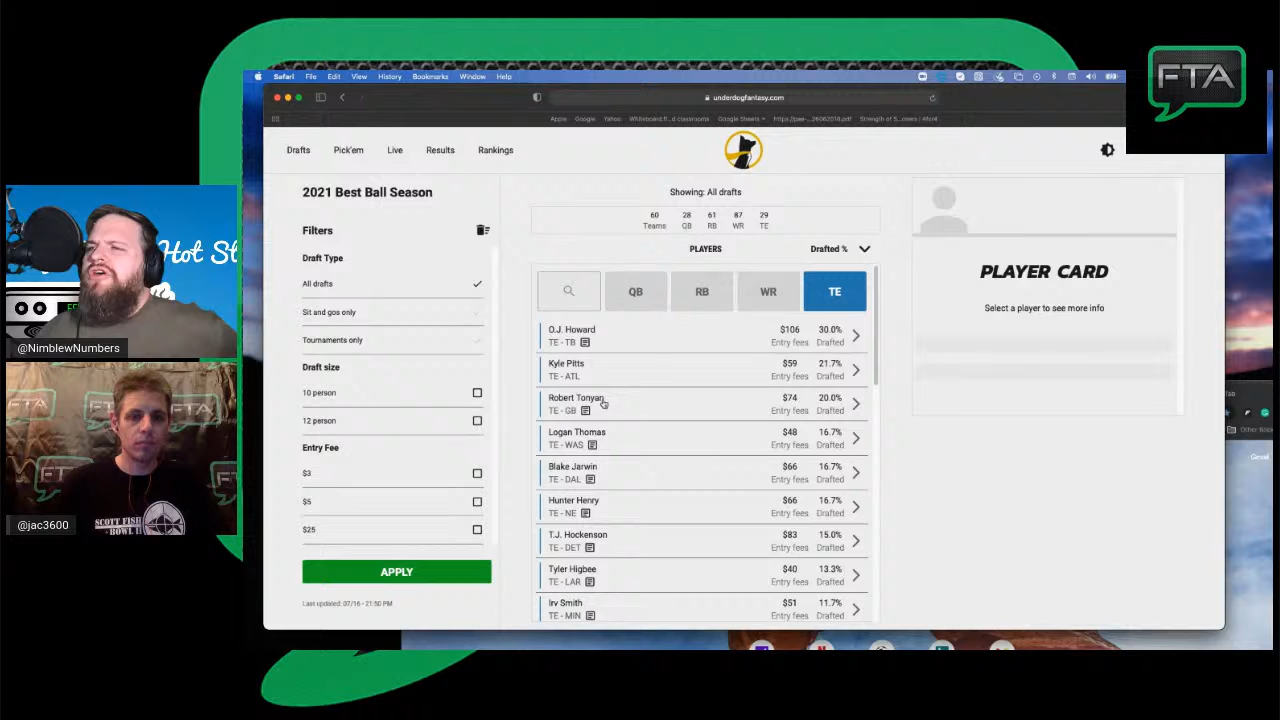 FTA
Safari File Edit View History Bookmarks Window Help
underdogfantasy.com
Apple Google Yahoo Google Sheets
Drafts Pick'em Live Results Rankings
2021 Best Ball Season
Filters
Draft Type
All drafts
Sit and gos only
Tournaments only
Draft size
10 person
12 person
Entry Fee
$3
$5
$25
APPLY
Last updated: 07/16 - 21:50 PM
Showing: All drafts
60 28 61 87 29
Teams QB RB WR TE
PLAYERS Drafted %
QB RB WR TE
O.J. Howard $106 30.0%
TE - TB Entry fees Drafted
Kyle Pitts $59 21.7%
TE - ATL Entry fees Drafted
Robert Tonyan $74 20.0%
TE - GB Entry fees Drafted
Logan Thomas $48 16.7%
TE - WAS Entry fees Drafted
Blake Jarwin $66 16.7%
TE - DAL Entry fees Drafted
Hunter Henry $66 16.7%
TE - NE Entry fees Drafted
T.J. Hockenson $83 15.0%
TE - DET Entry fees Drafted
Tyler Higbee $40 13.3%
TE - LAR Entry fees Drafted
Irv Smith $51 11.7%
TE - MIN Entry fees Drafted
PLAYER CARD
Select a player to see more info
Hot St
@NimblewNumbers
SCOTT FISH
BOWL
@jac3600